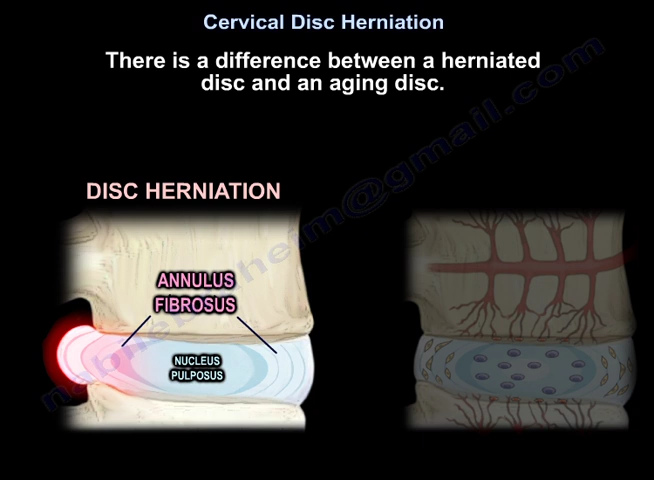 Cervical Disc Herniation
There is a difference between a herniated
disc and an aging disc.
DISC HERNIATION
ANNULUS
FIBROSUS
NUCLEUS
PULPOSUS